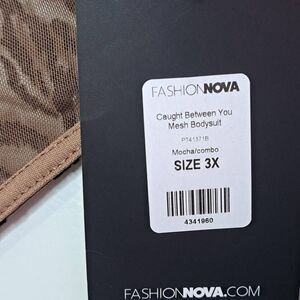 FASHIONNOVA
Caught Between You
Mesh Bodysuit
PT41371B
Mocha/combo
SIZE 3X
4341960
FASHIONNOVA.COM